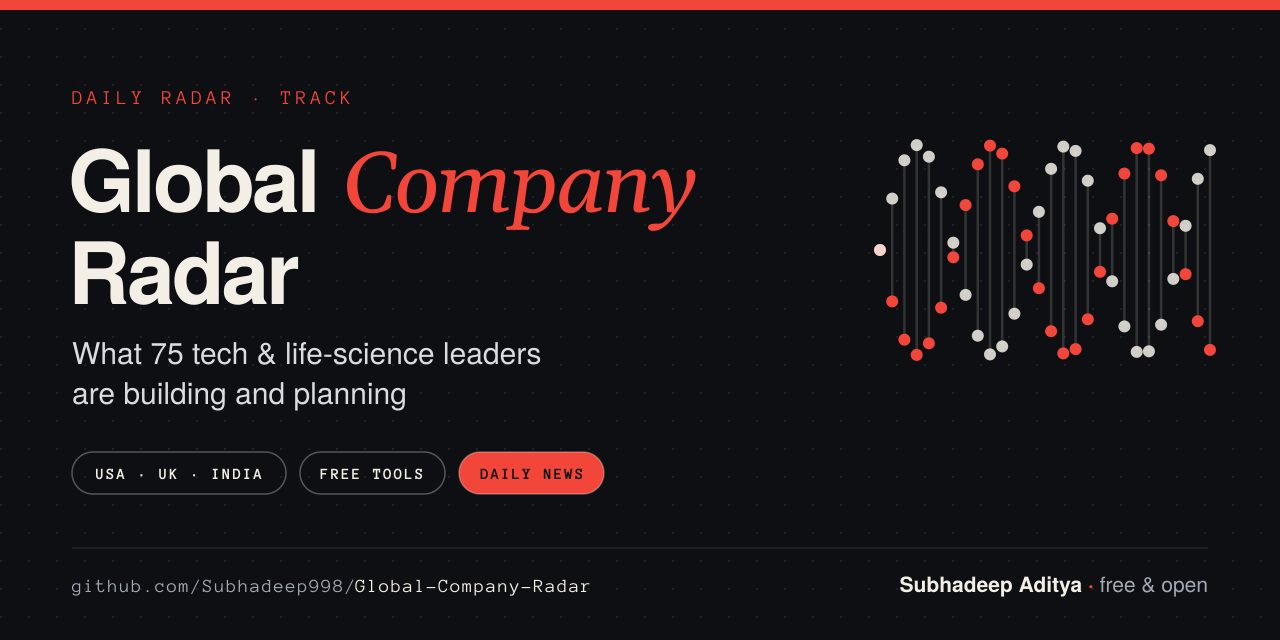 DAILY RADAR · TRACK
Global Company
Radar
What 75 tech & life-science leaders
are building and planning
USA · UK · INDIA
FREE TOOLS
DAILY NEWS
github.com/Subhadeep998/Global-Company-Radar
Subhadeep Aditya · free & open